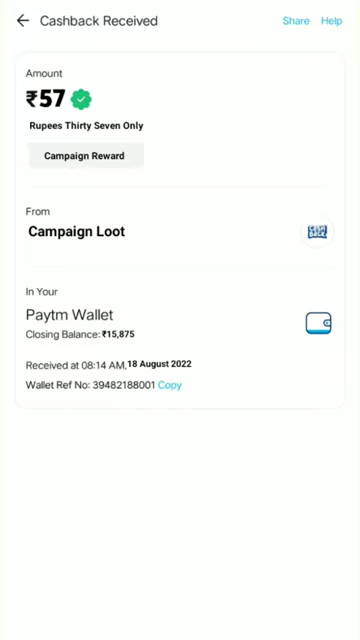 Cashback Received
Share Help
Amount
₹57
Rupees Thirty Seven Only
Campaign Reward
From
Campaign Loot
In Your
Paytm Wallet
Closing Balance: ₹15,875
Received at 08:14 AM, 18 August 2022
Wallet Ref No: 39482188001 Copy